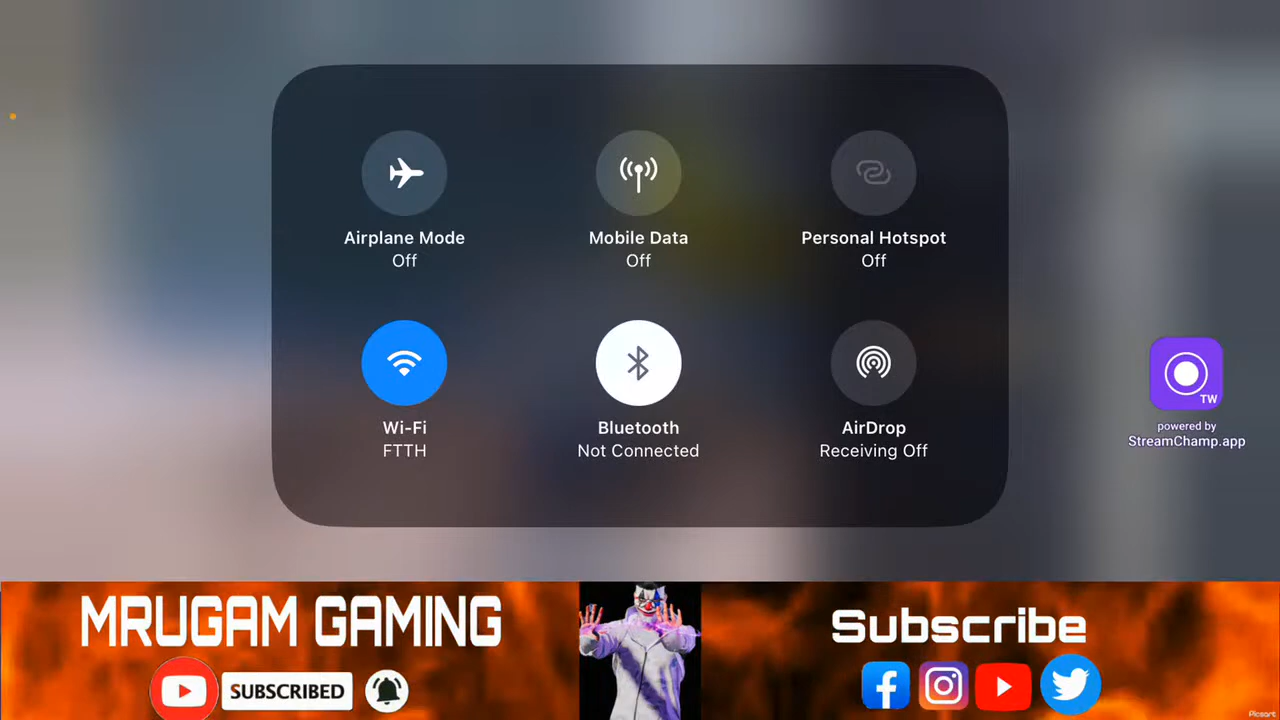 Airplane Mode
Off
Mobile Data
Off
Personal Hotspot
Off
Wi-Fi
FTTH
Bluetooth
Not Connected
AirDrop
Receiving Off
TW
powered by
StreamChamp.app
MRUGAM GAMING
SUBSCRIBED
Subscribe
Picsart